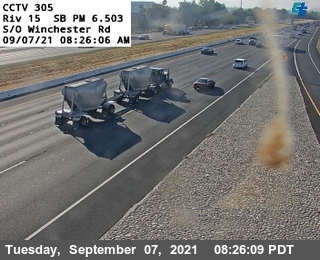 CCTV 305
Riv 15 SB PM 6.503
S/O Winchester Rd
09/07/21 08:26:06 AM
Tuesday, September 07, 2021 08:26:09 PDT